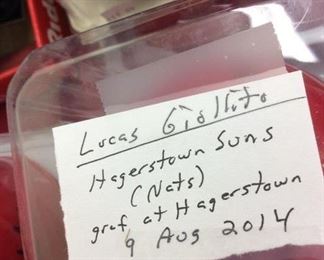 Lucas Giolito
Hagerstown Suns
(Nats)
graf at Hagerstown
9 Aug 2014